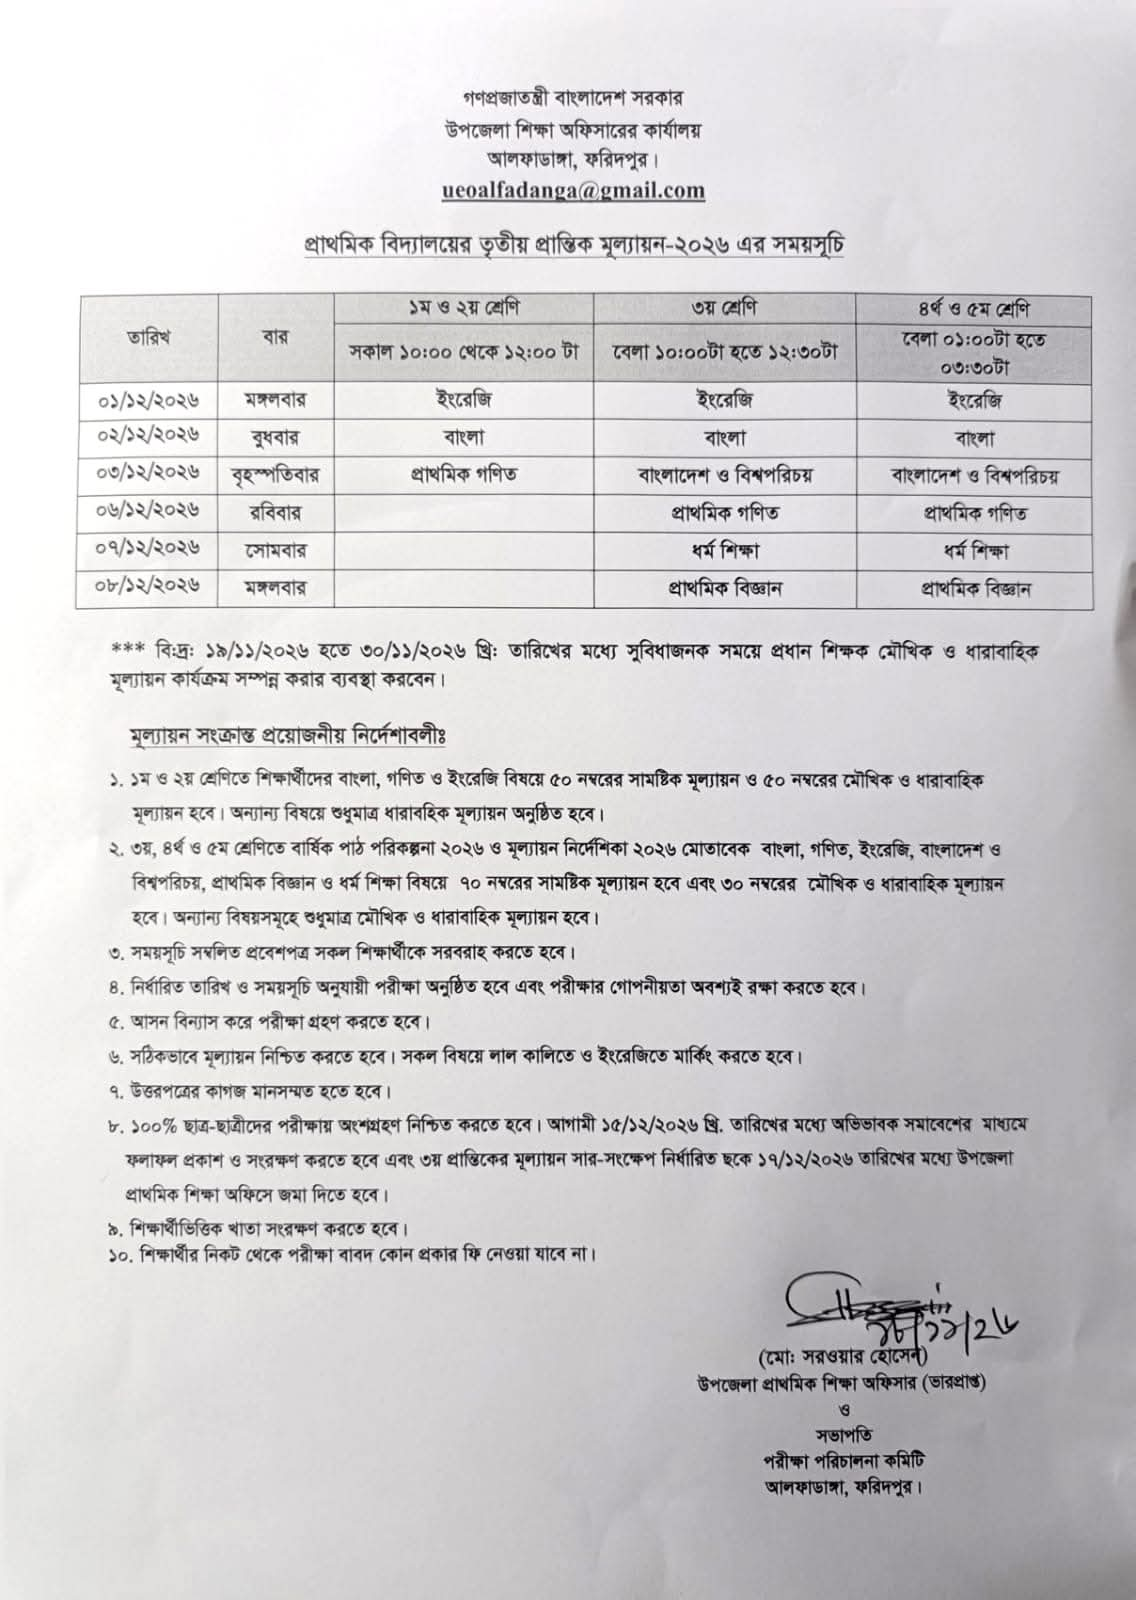 গণপ্রজাতন্ত্রী বাংলাদেশ সরকার
উপজেলা শিক্ষা অফিসারের কার্যালয়
আলফাডাঙ্গা, ফরিদপুর।
ueoalfadanga@gmail.com
প্রাথমিক বিদ্যালয়ের তৃতীয় প্রান্তিক মূল্যায়ন-২০২৬ এর সময়সূচি
তারিখ বার ১ম ও ২য় শ্রেণি ৩য় শ্রেণি ৪র্থ ও ৫ম শ্রেণি
সকাল ১০:০০ থেকে ১২:০০ টা বেলা ১০:০০টা হতে ১২:৩০টা বেলা ০১:০০টা হতে
০৩:৩০টা
০১/১২/২০২৬ মঙ্গলবার ইংরেজি ইংরেজি ইংরেজি
০২/১২/২০২৬ বুধবার বাংলা বাংলা বাংলা
০৩/১২/২০২৬ বৃহস্পতিবার প্রাথমিক গণিত বাংলাদেশ ও বিশ্বপরিচয় বাংলাদেশ ও বিশ্বপরিচয়
০৬/১২/২০২৬ রবিবার প্রাথমিক গণিত প্রাথমিক গণিত
০৭/১২/২০২৬ সোমবার ধর্ম শিক্ষা ধর্ম শিক্ষা
০৮/১২/২০২৬ মঙ্গলবার প্রাথমিক বিজ্ঞান প্রাথমিক বিজ্ঞান
*** বি:দ্র: ১৯/১১/২০২৬ হতে ৩০/১১/২০২৬ খ্রি: তারিখের মধ্যে সুবিধাজনক সময়ে প্রধান শিক্ষক মৌখিক ও ধারাবাহিক
মূল্যায়ন কার্যক্রম সম্পন্ন করার ব্যবস্থা করবেন।
মূল্যায়ন সংক্রান্ত প্রয়োজনীয় নির্দেশাবলীঃ
১. ১ম ও ২য় শ্রেণিতে শিক্ষার্থীদের বাংলা, গণিত ও ইংরেজি বিষয়ে ৫০ নম্বরের সামষ্টিক মূল্যায়ন ও ৫০ নম্বরের মৌখিক ও ধারাবাহিক
মূল্যায়ন হবে। অন্যান্য বিষয়ে শুধুমাত্র ধারাবহিক মূল্যায়ন অনুষ্ঠিত হবে।
২. ৩য়, ৪র্থ ও ৫ম শ্রেণিতে বার্ষিক পাঠ পরিকল্পনা ২০২৬ ও মূল্যায়ন নির্দেশিকা ২০২৬ মোতাবেক বাংলা, গণিত, ইংরেজি, বাংলাদেশ ও
বিশ্বপরিচয়, প্রাথমিক বিজ্ঞান ও ধর্ম শিক্ষা বিষয়ে ৭০ নম্বরের সামষ্টিক মূল্যায়ন হবে এবং ৩০ নম্বরের মৌখিক ও ধারাবাহিক মূল্যায়ন
হবে। অন্যান্য বিষয়সমূহে শুধুমাত্র মৌখিক ও ধারাবাহিক মূল্যায়ন হবে।
৩. সময়সূচি সম্বলিত প্রবেশপত্র সকল শিক্ষার্থীকে সরবরাহ করতে হবে।
৪. নির্ধারিত তারিখ ও সময়সূচি অনুযায়ী পরীক্ষা অনুষ্ঠিত হবে এবং পরীক্ষার গোপনীয়তা অবশ্যই রক্ষা করতে হবে।
৫. আসন বিন্যাস করে পরীক্ষা গ্রহণ করতে হবে।
৬. সঠিকভাবে মূল্যায়ন নিশ্চিত করতে হবে। সকল বিষয়ে লাল কালিতে ও ইংরেজিতে মার্কিং করতে হবে।
৭. উত্তরপত্রের কাগজ মানসম্মত হতে হবে।
৮. ১০০% ছাত্র-ছাত্রীদের পরীক্ষায় অংশগ্রহণ নিশ্চিত করতে হবে। আগামী ১৫/১২/২০২৬ খ্রি. তারিখের মধ্যে অভিভাবক সমাবেশের মাধ্যমে
ফলাফল প্রকাশ ও সংরক্ষণ করতে হবে এবং ৩য় প্রান্তিকের মূল্যায়ন সার-সংক্ষেপ নির্ধারিত ছকে ১৭/১২/২০২৬ তারিখের মধ্যে উপজেলা
প্রাথমিক শিক্ষা অফিসে জমা দিতে হবে।
৯. শিক্ষার্থীভিত্তিক খাতা সংরক্ষণ করতে হবে।
১০. শিক্ষার্থীর নিকট থেকে পরীক্ষা বাবদ কোন প্রকার ফি নেওয়া যাবে না।
(মো: সরওয়ার হোসেন)
উপজেলা প্রাথমিক শিক্ষা অফিসার (ভারপ্রাপ্ত)
ও
সভাপতি
পরীক্ষা পরিচালনা কমিটি
আলফাডাঙ্গা, ফরিদপুর।